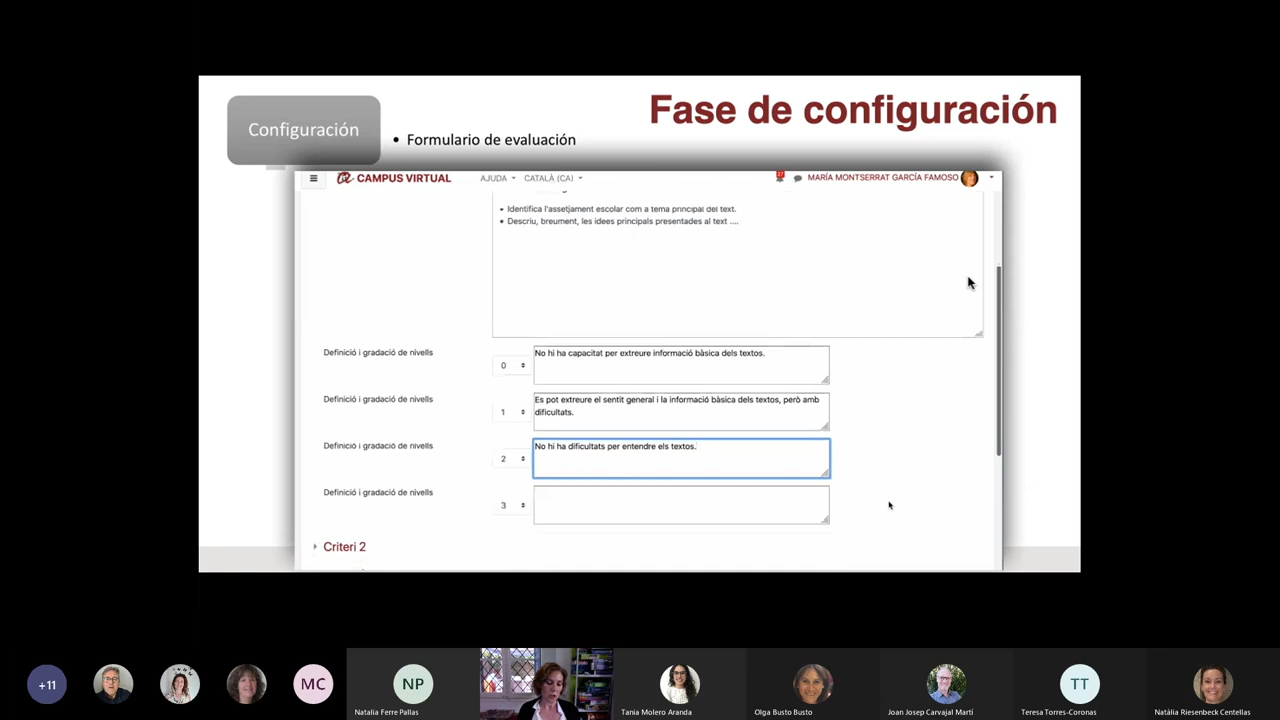 Configuración
Fase de configuración
• Formulario de evaluación
CAMPUS VIRTUAL
AJUDA
CATALÀ (CA)
27
MARÍA MONTSERRAT GARCÍA FAMOSO
• Identifica l'assetjament escolar com a tema principal del text.
• Descriu, breument, les idees principals presentades al text ....
Definició i gradació de nivells
0
No hi ha capacitat per extreure informació bàsica dels textos.
Definició i gradació de nivells
1
Es pot extreure el sentit general i la informació bàsica dels textos, però amb
dificultats.
Definició i gradació de nivells
2
No hi ha dificultats per entendre els textos.
Definició i gradació de nivells
3
Criteri 2
+11
MC
NP
Natalia Ferre Pallas
Tania Molero Aranda
Olga Busto Busto
Joan Josep Carvajal Martí
TT
Teresa Torres-Coronas
Natàlia Riesenbeck Centellas